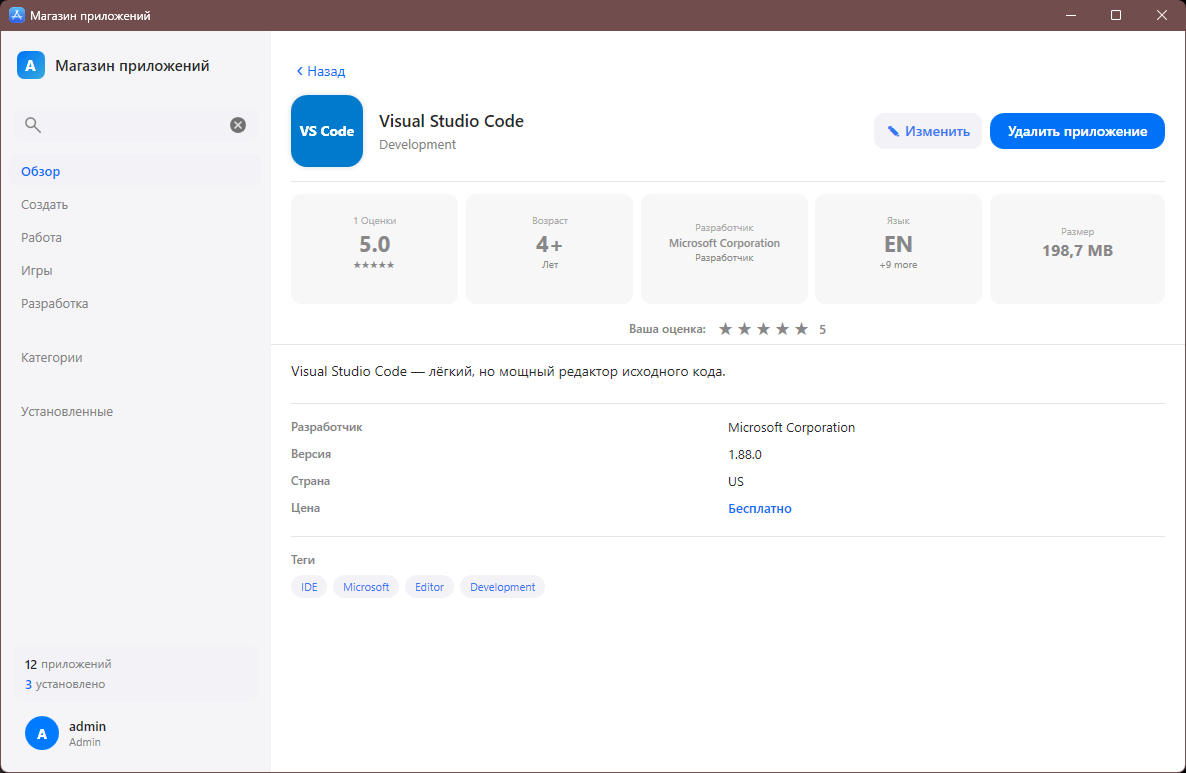 Магазин приложений
A Магазин приложений
Обзор
Создать
Работа
Игры
Разработка
Категории
Установленные
12 приложений
3 установлено
A
admin
Admin
Назад
VS Code
Visual Studio Code
Development
Изменить
Удалить приложение
1 Оценки
5.0
★★★★★
Возраст
4+
Лет
Разработчик
Microsoft Corporation
Разработчик
Язык
EN
+9 more
Размер
198,7 MB
Ваша оценка: ★ ★ ★ ★ ★ 5
Visual Studio Code — лёгкий, но мощный редактор исходного кода.
Разработчик Microsoft Corporation
Версия 1.88.0
Страна US
Цена Бесплатно
Теги
IDE Microsoft Editor Development